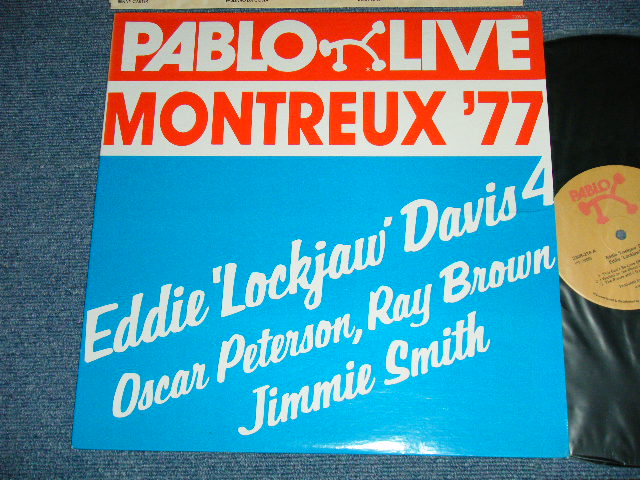 PABLO LIVE
MONTREUX '77
Eddie 'Lockjaw' Davis 4
Oscar Peterson, Ray Brown
Jimmie Smith
PABLO